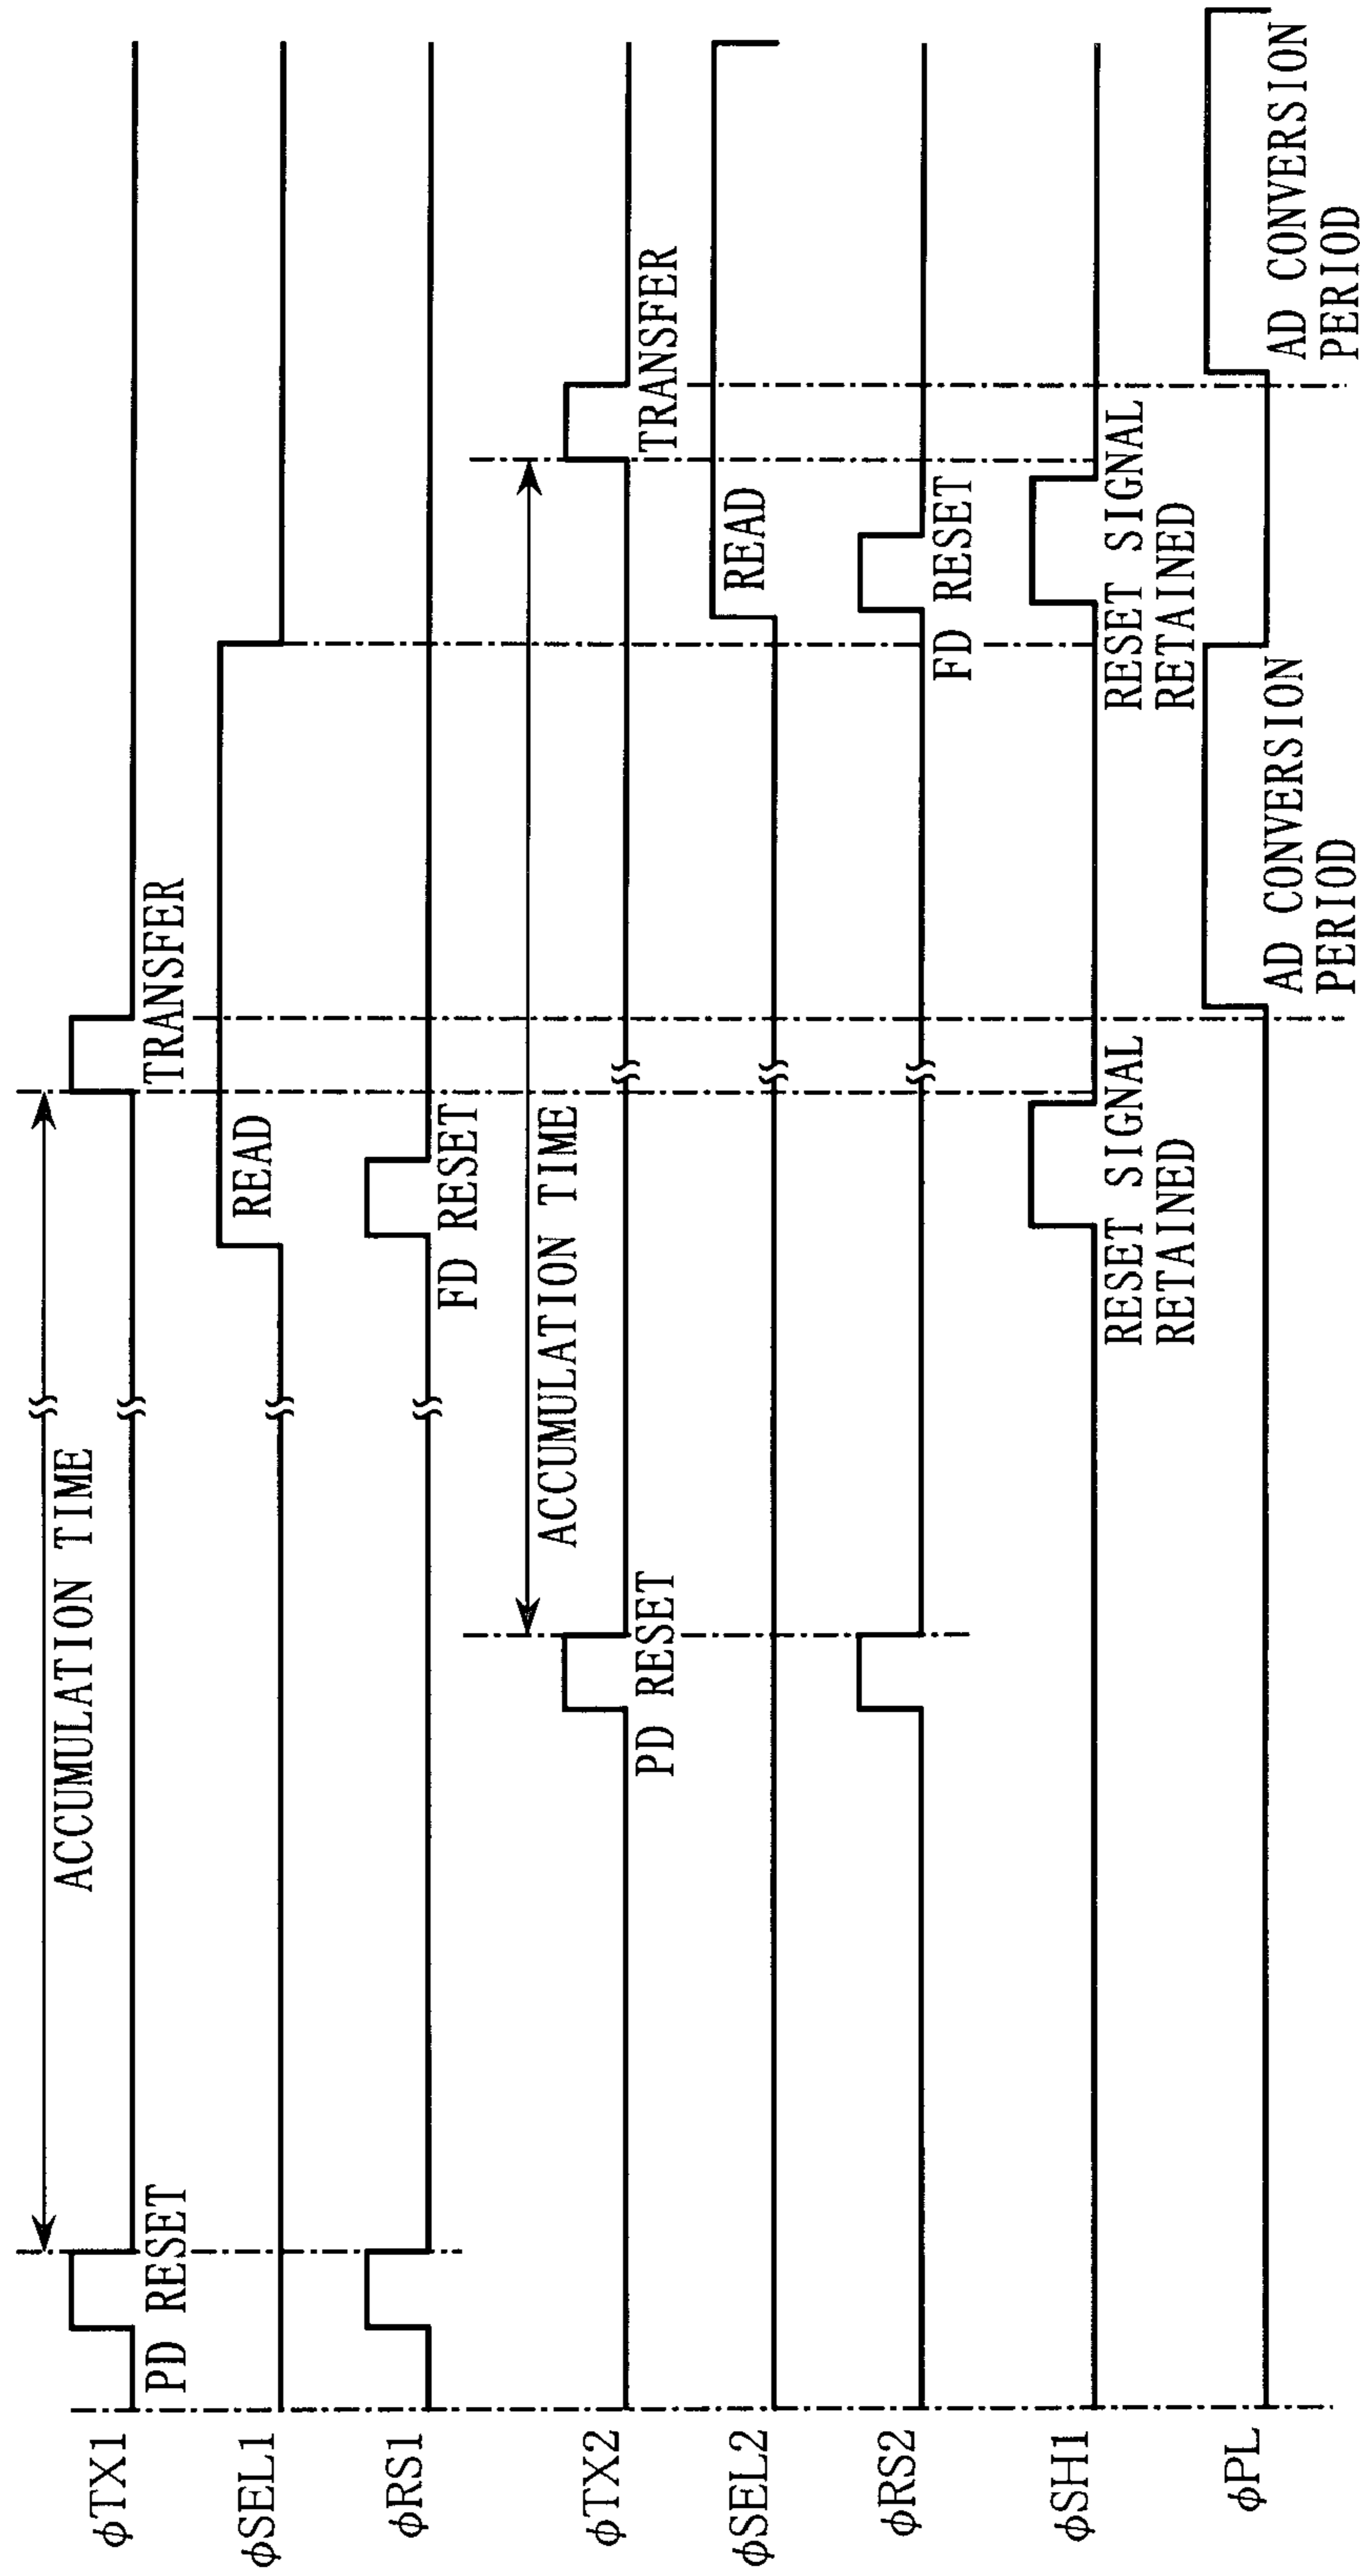 ACCUMULATION TIME
φTX1
PD RESET
TRANSFER
φSEL1
READ
φRS1
FD RESET
ACCUMULATION TIME
φTX2
PD RESET
TRANSFER
φSEL2
READ
φRS2
FD RESET
φSH1
RESET SIGNAL
RETAINED
RESET SIGNAL
RETAINED
φPL
AD CONVERSION
PERIOD
AD CONVERSION
PERIOD